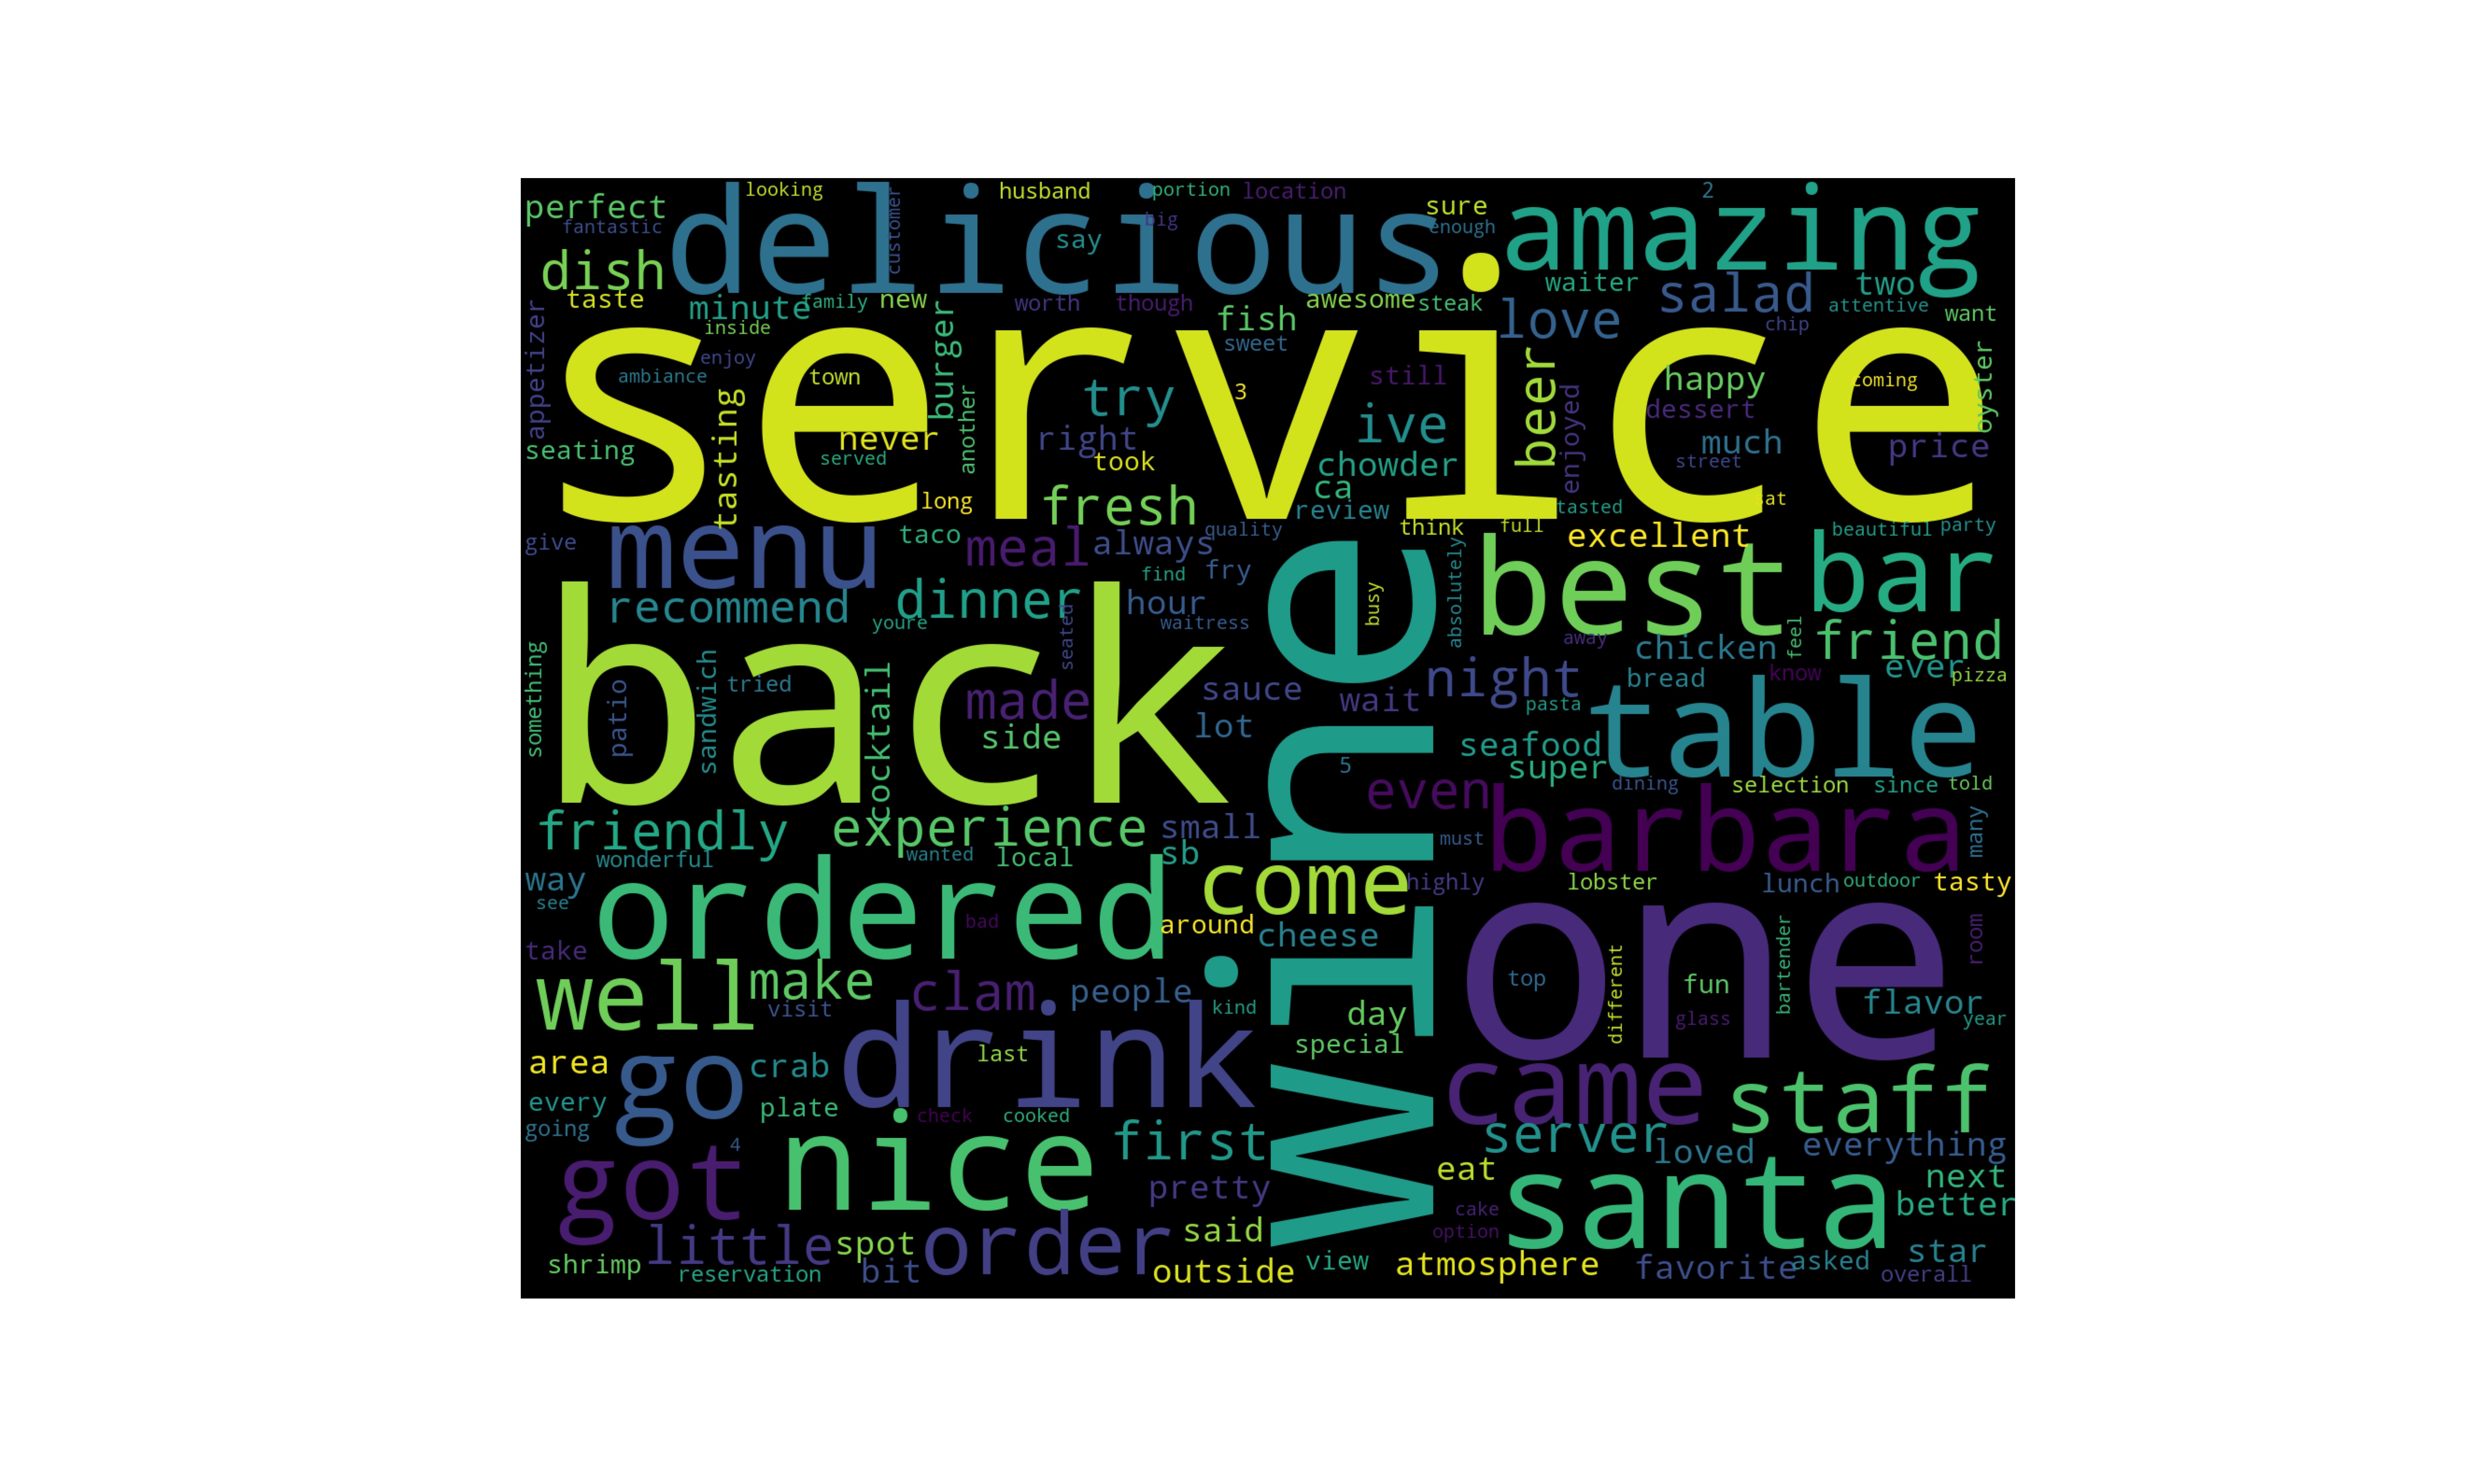 looking
husband
portion
location
2
perfect
fantastic
delicious
customer
big
say
sure
enough
amazing
dish
waiter
salad
two
taste
minute
family
new
worth
though
awesome
steak
love
attentive
appetizer
inside
burger
fish
sweet
chip
want
ambiance
enjoy
town
service
try
3
still
beer
happy
coming
oyster
tasting
never
another
right
ive
enjoyed
dessert
much
price
seating
served
took
chowder
street
long
fresh
ca
review
tasted
sat
give
menu
taco
meal
always
quality
think
full
excellent
beautiful
party
find
fry
absolutely
best
bar
recommend
dinner
hour
busy
youre
seated
waitress
away
chicken
feel
friend
something
patio
sandwich
tried
back
made
sauce
wait
night
bread
know
ever
pizza
cocktail
side
lot
pasta
table
seafood
super
5
dining
selection
since
told
friendly
experience
small
even
barbara
many
wonderful
wanted
local
sb
must
way
see
ordered
come
highly
lobster
lunch
outdoor
tasty
take
bad
around
cheese
wine
one
room
well
make
clam
people
kind
top
different
fun
bartender
flavor
visit
day
glass
year
area
go
crab
drink
last
special
came
staff
every
plate
going
check
cooked
4
got
nice
first
server
loved
everything
pretty
eat
santa
next
cake
better
little
spot
order
said
option
shrimp
reservation
bit
outside
view
atmosphere
favorite
asked
star
overall